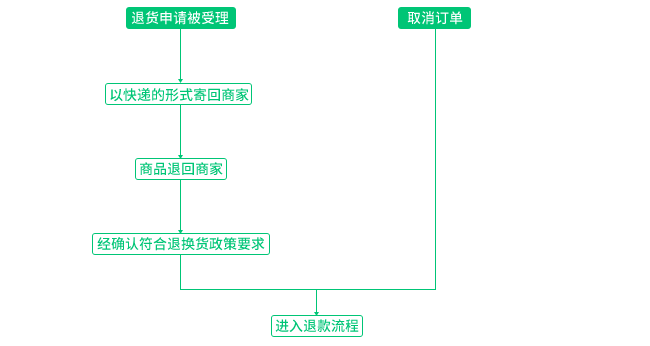 退货申请被受理
取消订单
以快递的形式寄回商家
商品退回商家
经确认符合退换货政策要求
进入退款流程